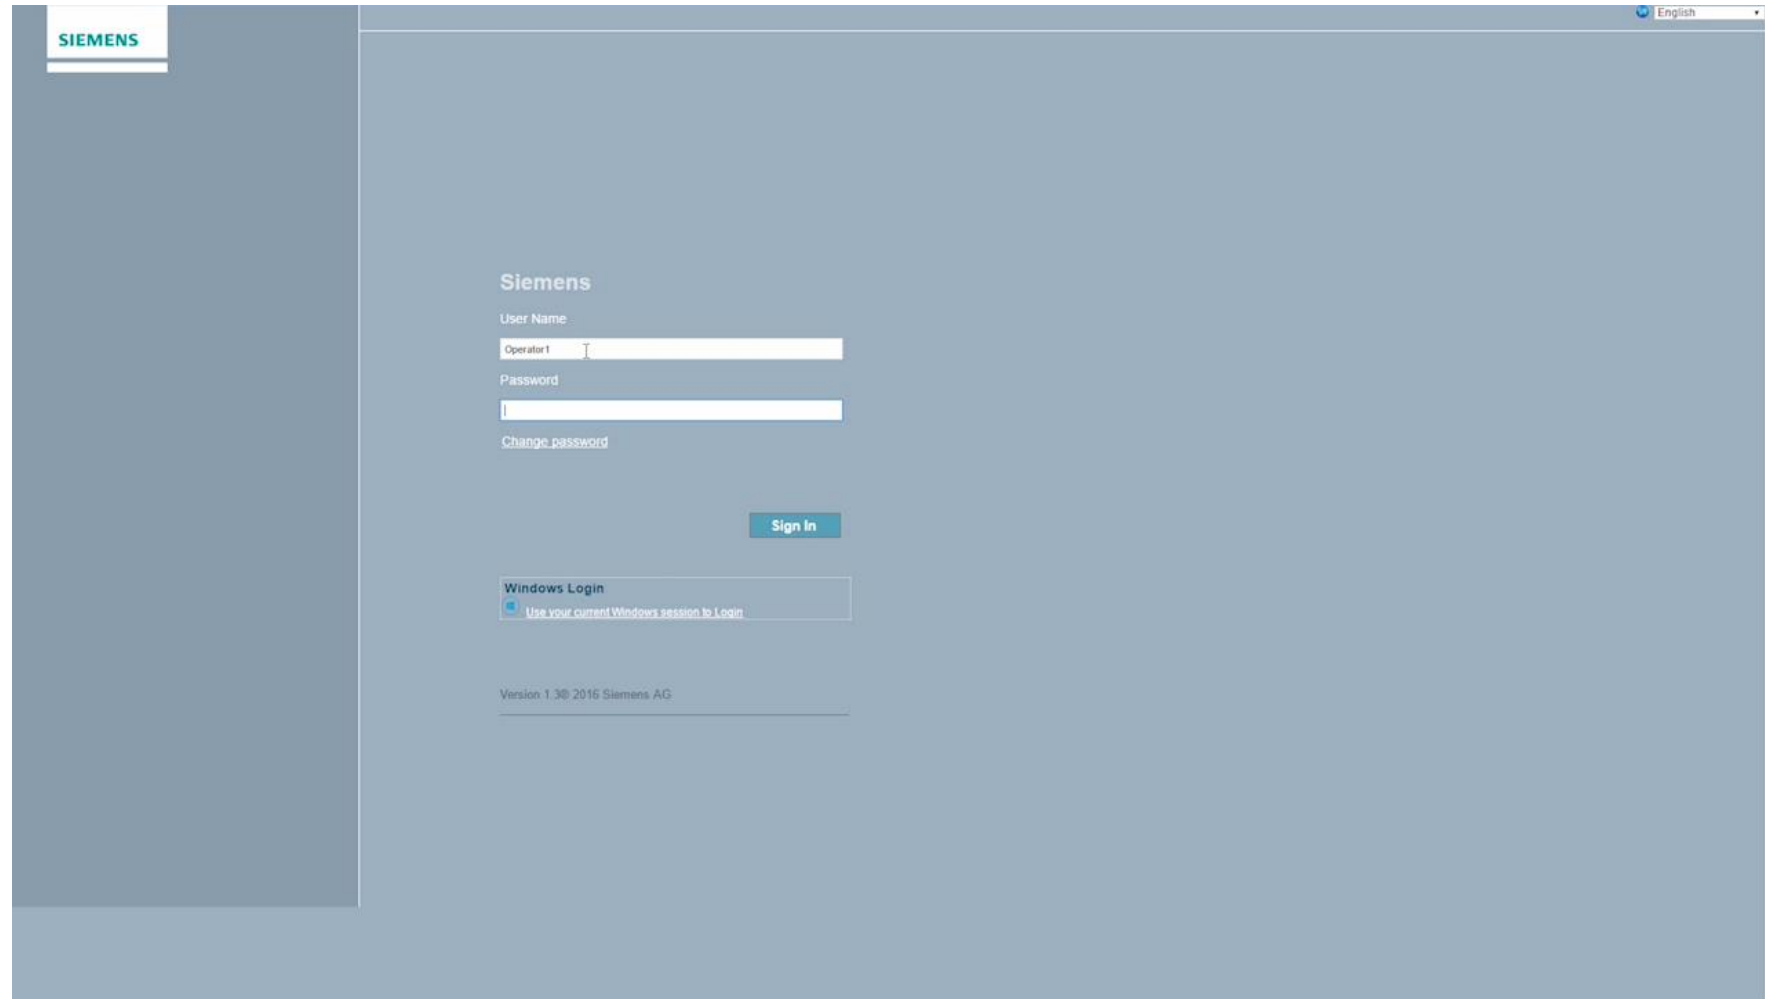 SIEMENS
English
Siemens
User Name
Operator1
Password
Change password
Sign In
Windows Login
Use your current Windows session to Login
Version 1.3® 2016 Siemens AG